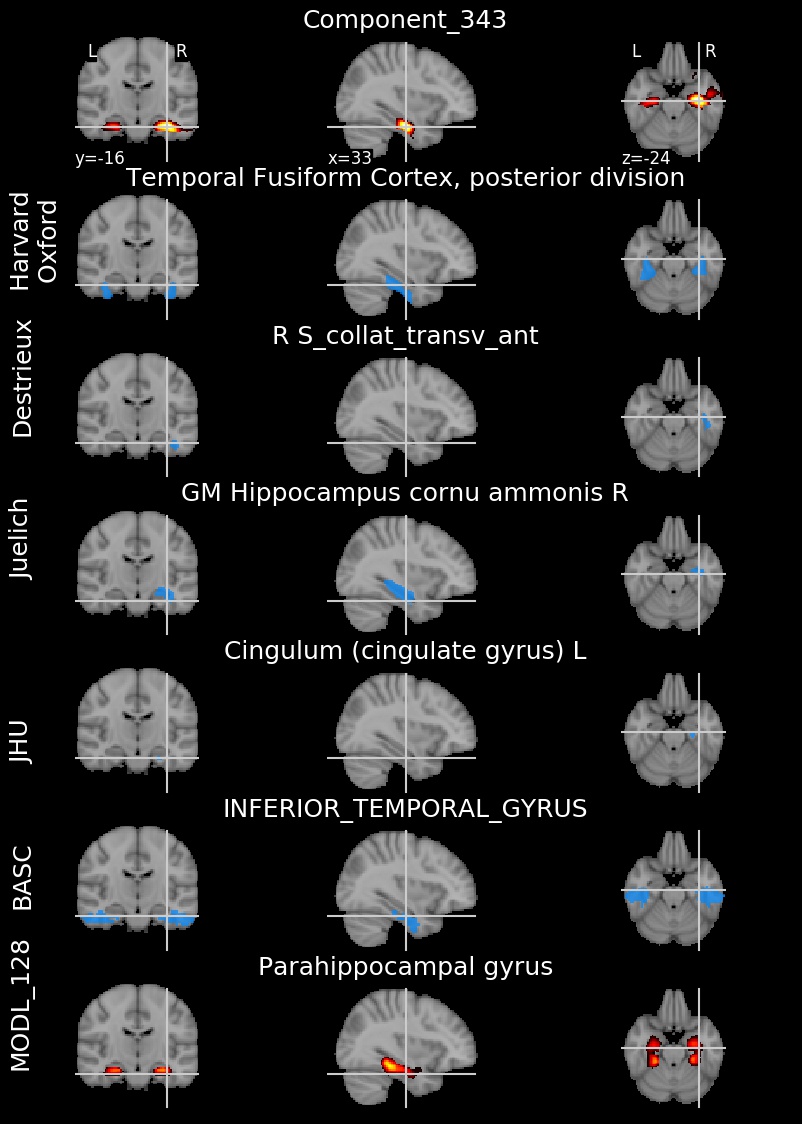 Component_343
L R L R
y=-16 x=33 z=-24
Temporal Fusiform Cortex, posterior division
Harvard
Oxford
R S_collat_transv_ant
Destrieux
GM Hippocampus cornu ammonis R
Juelich
Cingulum (cingulate gyrus) L
JHU
INFERIOR_TEMPORAL_GYRUS
BASC
Parahippocampal gyrus
MODL_128